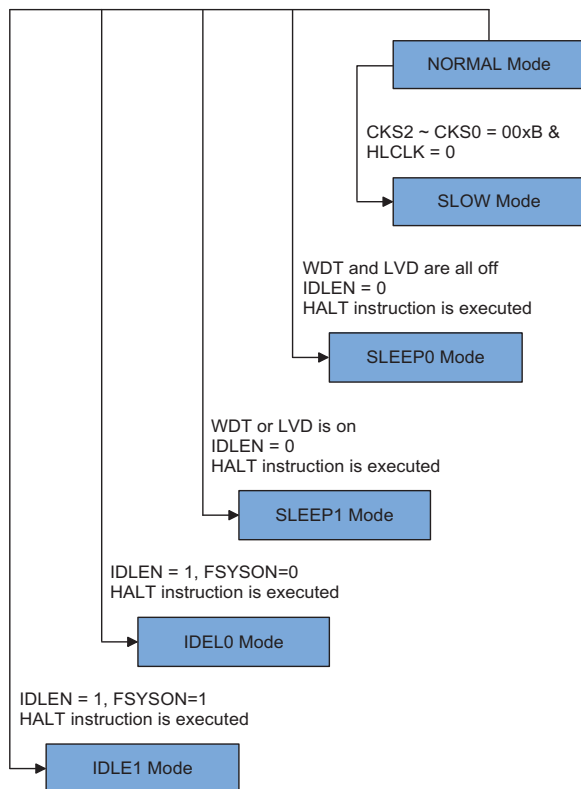 NORMAL Mode
CKS2 ~ CKS0 = 00xB &
HLCLK = 0
SLOW Mode
WDT and LVD are all off
IDLEN = 0
HALT instruction is executed
SLEEP0 Mode
WDT or LVD is on
IDLEN = 0
HALT instruction is executed
SLEEP1 Mode
IDLEN = 1, FSYSON=0
HALT instruction is executed
IDEL0 Mode
IDLEN = 1, FSYSON=1
HALT instruction is executed
IDLE1 Mode